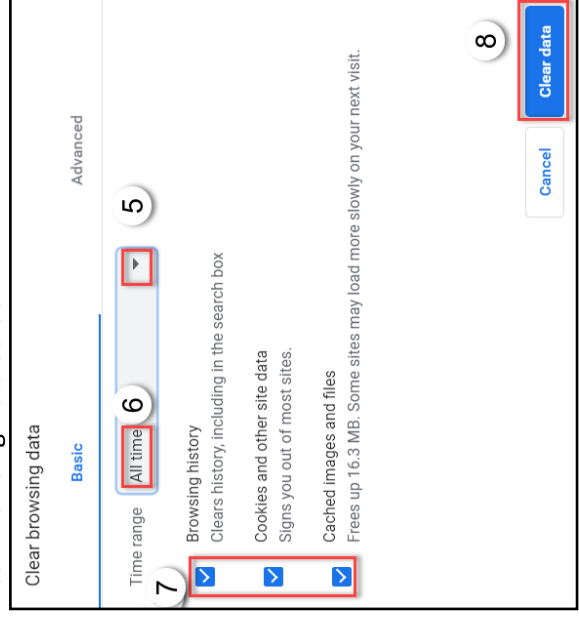 Clear browsing data
Basic Advanced
Time range All time 6 5
7
Browsing history
Clears history, including in the search box
Cookies and other site data
Signs you out of most sites.
Cached images and files
Frees up 16.3 MB. Some sites may load more slowly on your next visit.
8
Cancel Clear data